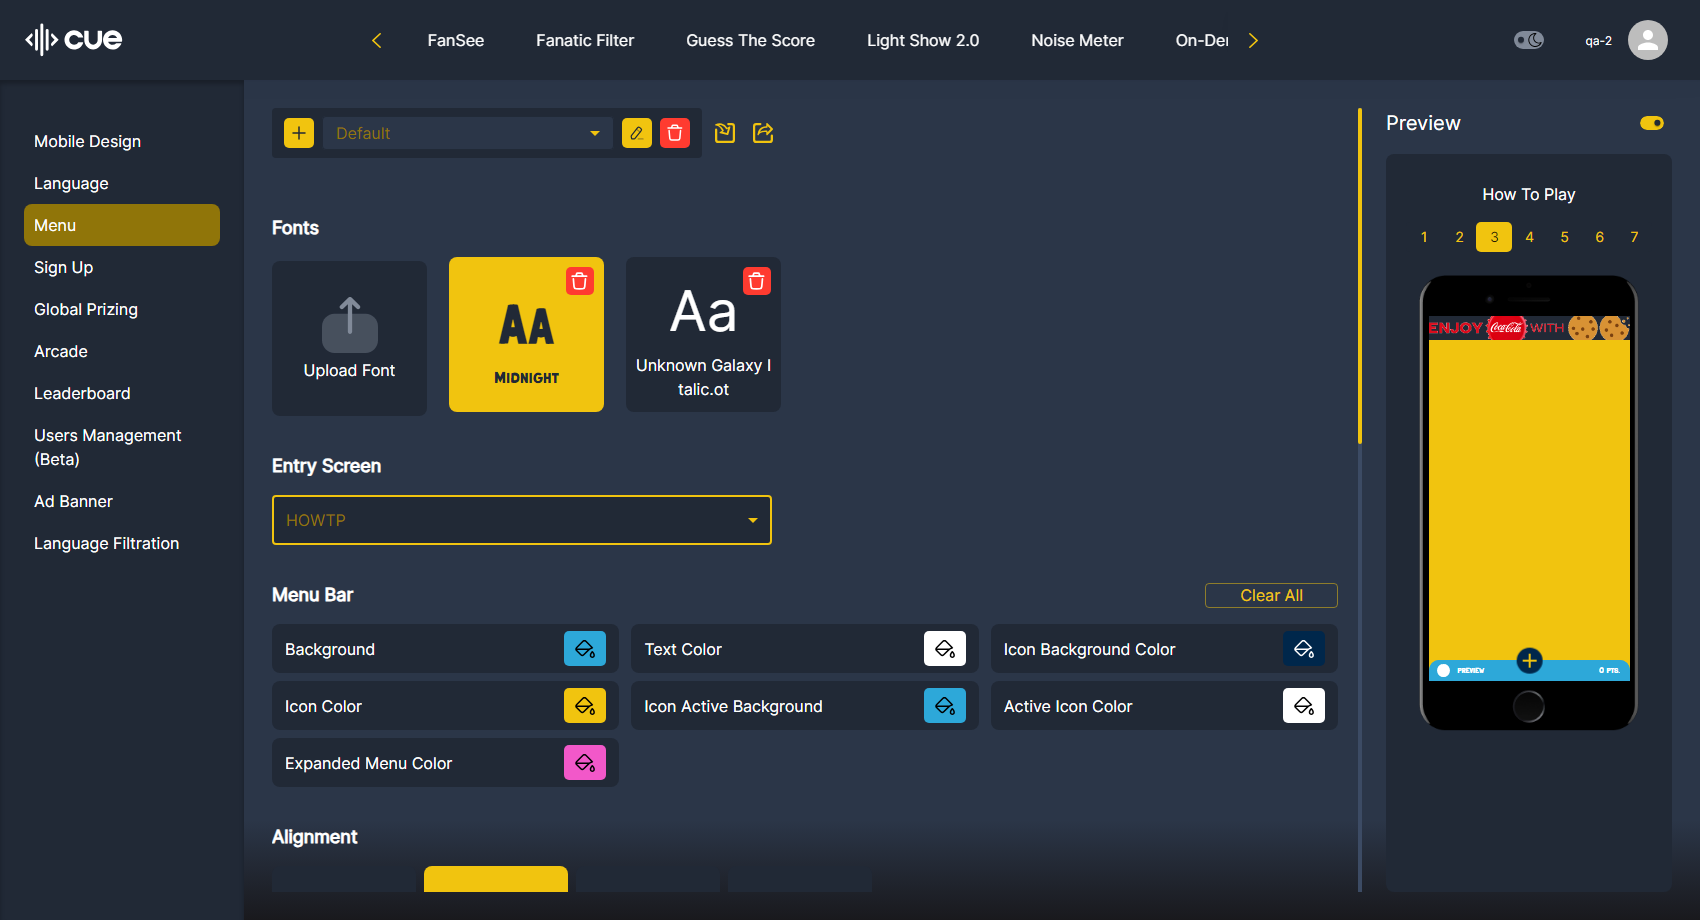 cue
FanSee
Fanatic Filter
Guess The Score
Light Show 2.0
Noise Meter
On-Der
qa-2
Mobile Design
Language
Menu
Sign Up
Global Prizing
Arcade
Leaderboard
Users Management
(Beta)
Ad Banner
Language Filtration
Default
Fonts
Upload Font
AA
MIDNIGHT
Aa
Unknown Galaxy I
talic.ot
Entry Screen
HOWTP
Menu Bar
Clear All
Background
Text Color
Icon Background Color
Icon Color
Icon Active Background
Active Icon Color
Expanded Menu Color
Alignment
Preview
How To Play
1 2 3 4 5 6 7
ENJOY Coca-Cola WITH
PREVIEW
0 PTS.